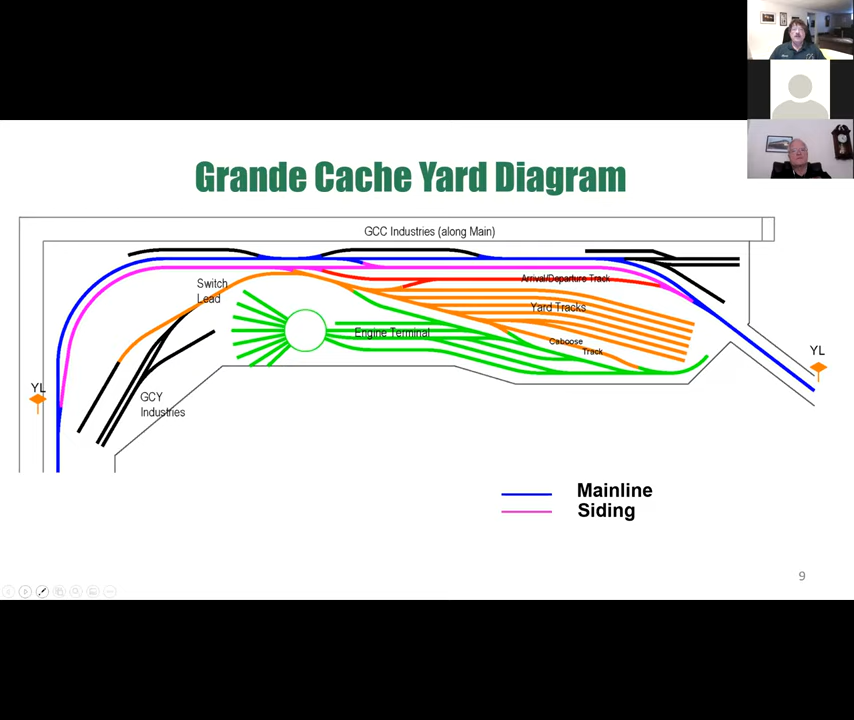 Grande Cache Yard Diagram
GCC Industries (along Main)
Switch
Lead
Arrival/Departure Track
Yard Tracks
Engine Terminal
Caboose
Track
YL
YL
GCY
Industries
Mainline
Siding
9